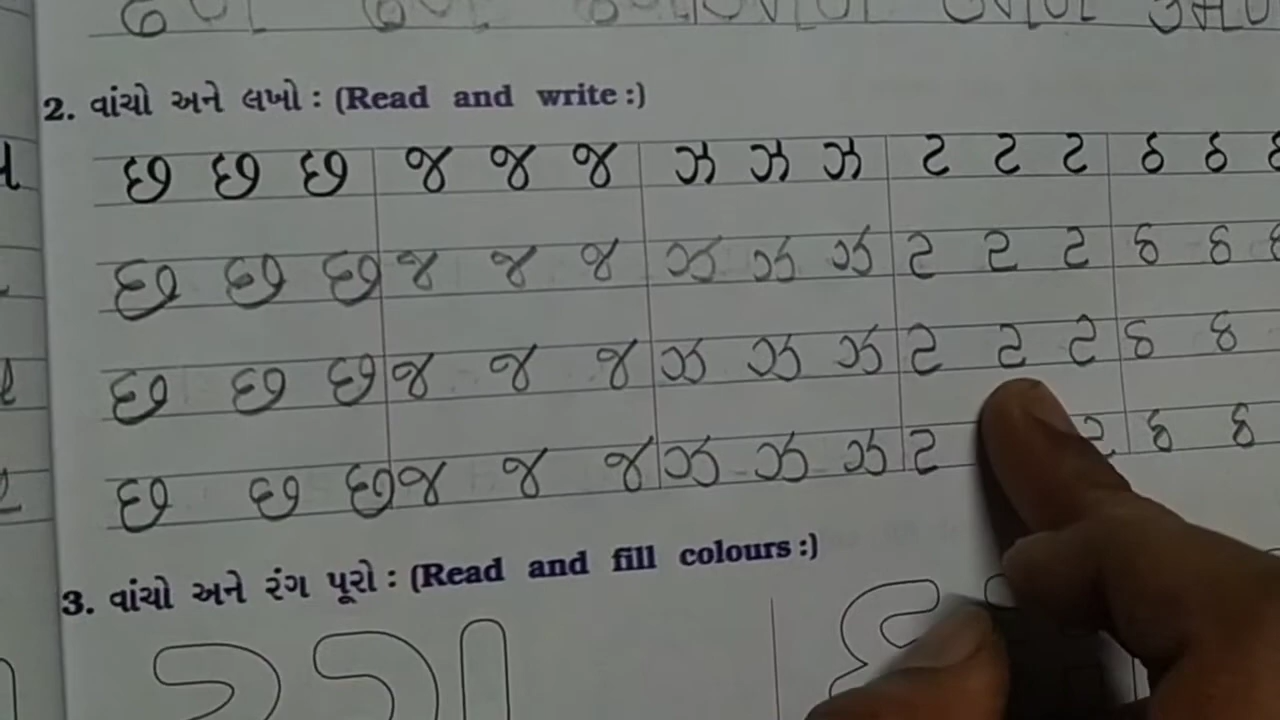 2. વાંચો અને લખો : (Read and write :)
છ છ છ જ જ જ ઝ ઝ ઝ ટ ટ ટ ઠ ઠ
છ છ છ જ જ જ ઝ ઝ ઝ ટ ટ ટ ઠ ઠ
છ છ છ જ જ જ ઝ ઝ ઝ ટ ટ ટ ઠ ઠ
છ છ છ જ જ જ ઝ ઝ ઝ ટ ટ ઠ ઠ
3. વાંચો અને રંગ પૂરો : (Read and fill colours :)